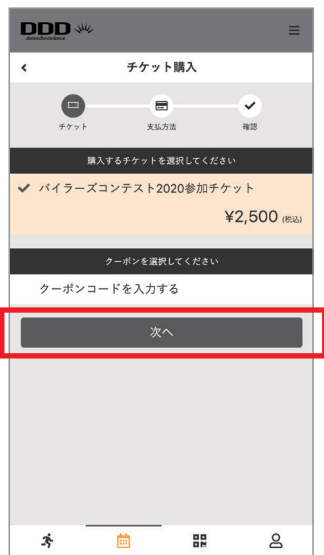 DDD
チケット購入
チケット 支払方法 確認
購入するチケットを選択してください
バイラーズコンテスト2020参加チケット
¥2,500 (税込)
クーポンを選択してください
クーポンコードを入力する
次へ